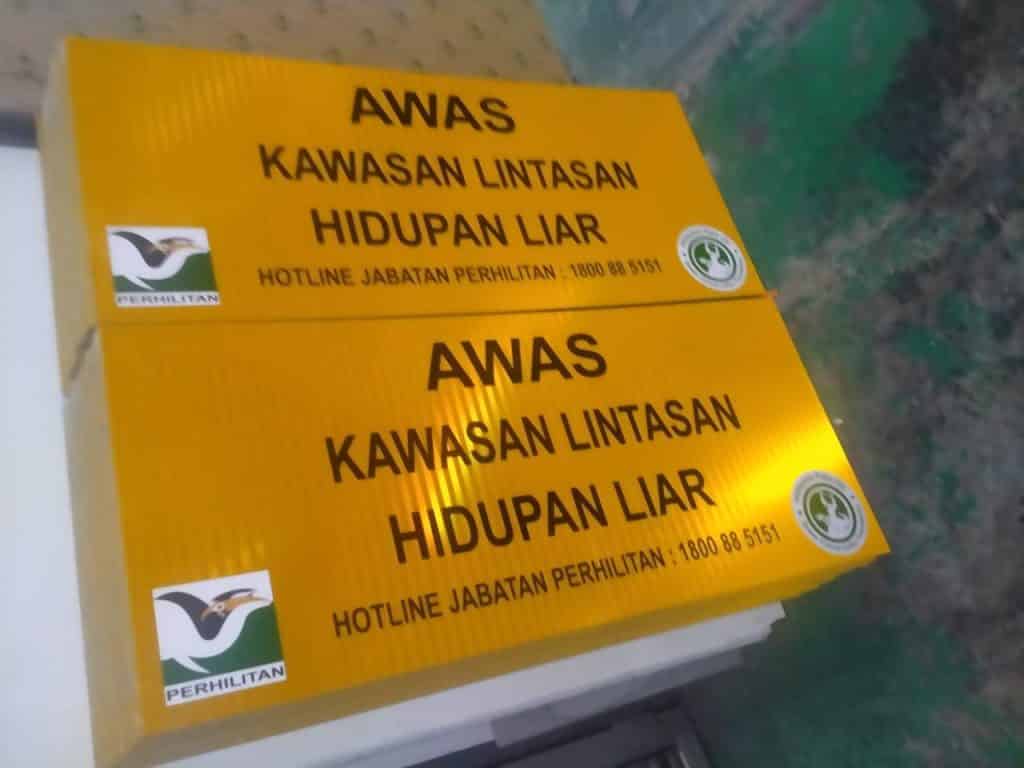 AWAS
KAWASAN LINTASAN
HIDUPAN LIAR
HOTLINE JABATAN PERHILITAN : 1800 88 5151
PERHILITAN
AWAS
KAWASAN LINTASAN
HIDUPAN LIAR
HOTLINE JABATAN PERHILITAN : 1800 88 5151
PERHILITAN